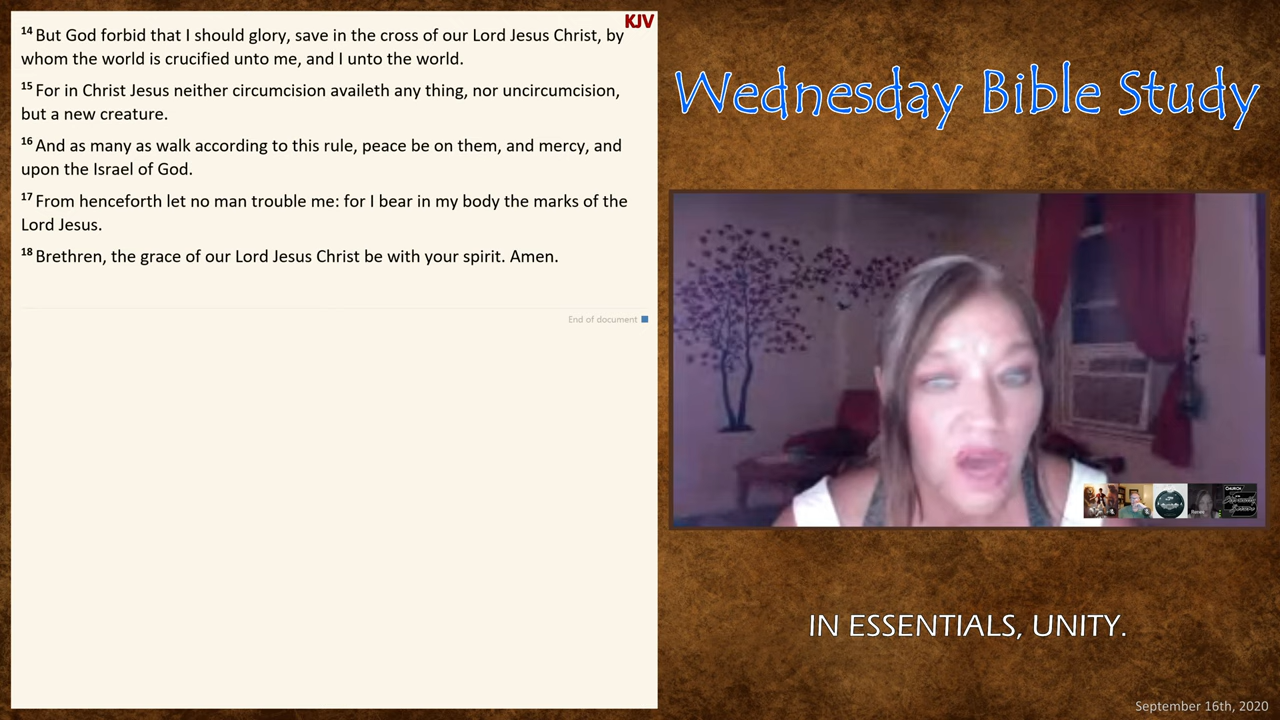 KJV
14 But God forbid that I should glory, save in the cross of our Lord Jesus Christ, by
whom the world is crucified unto me, and I unto the world.
15 For in Christ Jesus neither circumcision availeth any thing, nor uncircumcision,
but a new creature.
16 And as many as walk according to this rule, peace be on them, and mercy, and
upon the Israel of God.
17 From henceforth let no man trouble me: for I bear in my body the marks of the
Lord Jesus.
18 Brethren, the grace of our Lord Jesus Christ be with your spirit. Amen.
End of document
Wednesday Bible Study
CHURCH
IN ESSENTIALS, UNITY.
September 16th, 2020